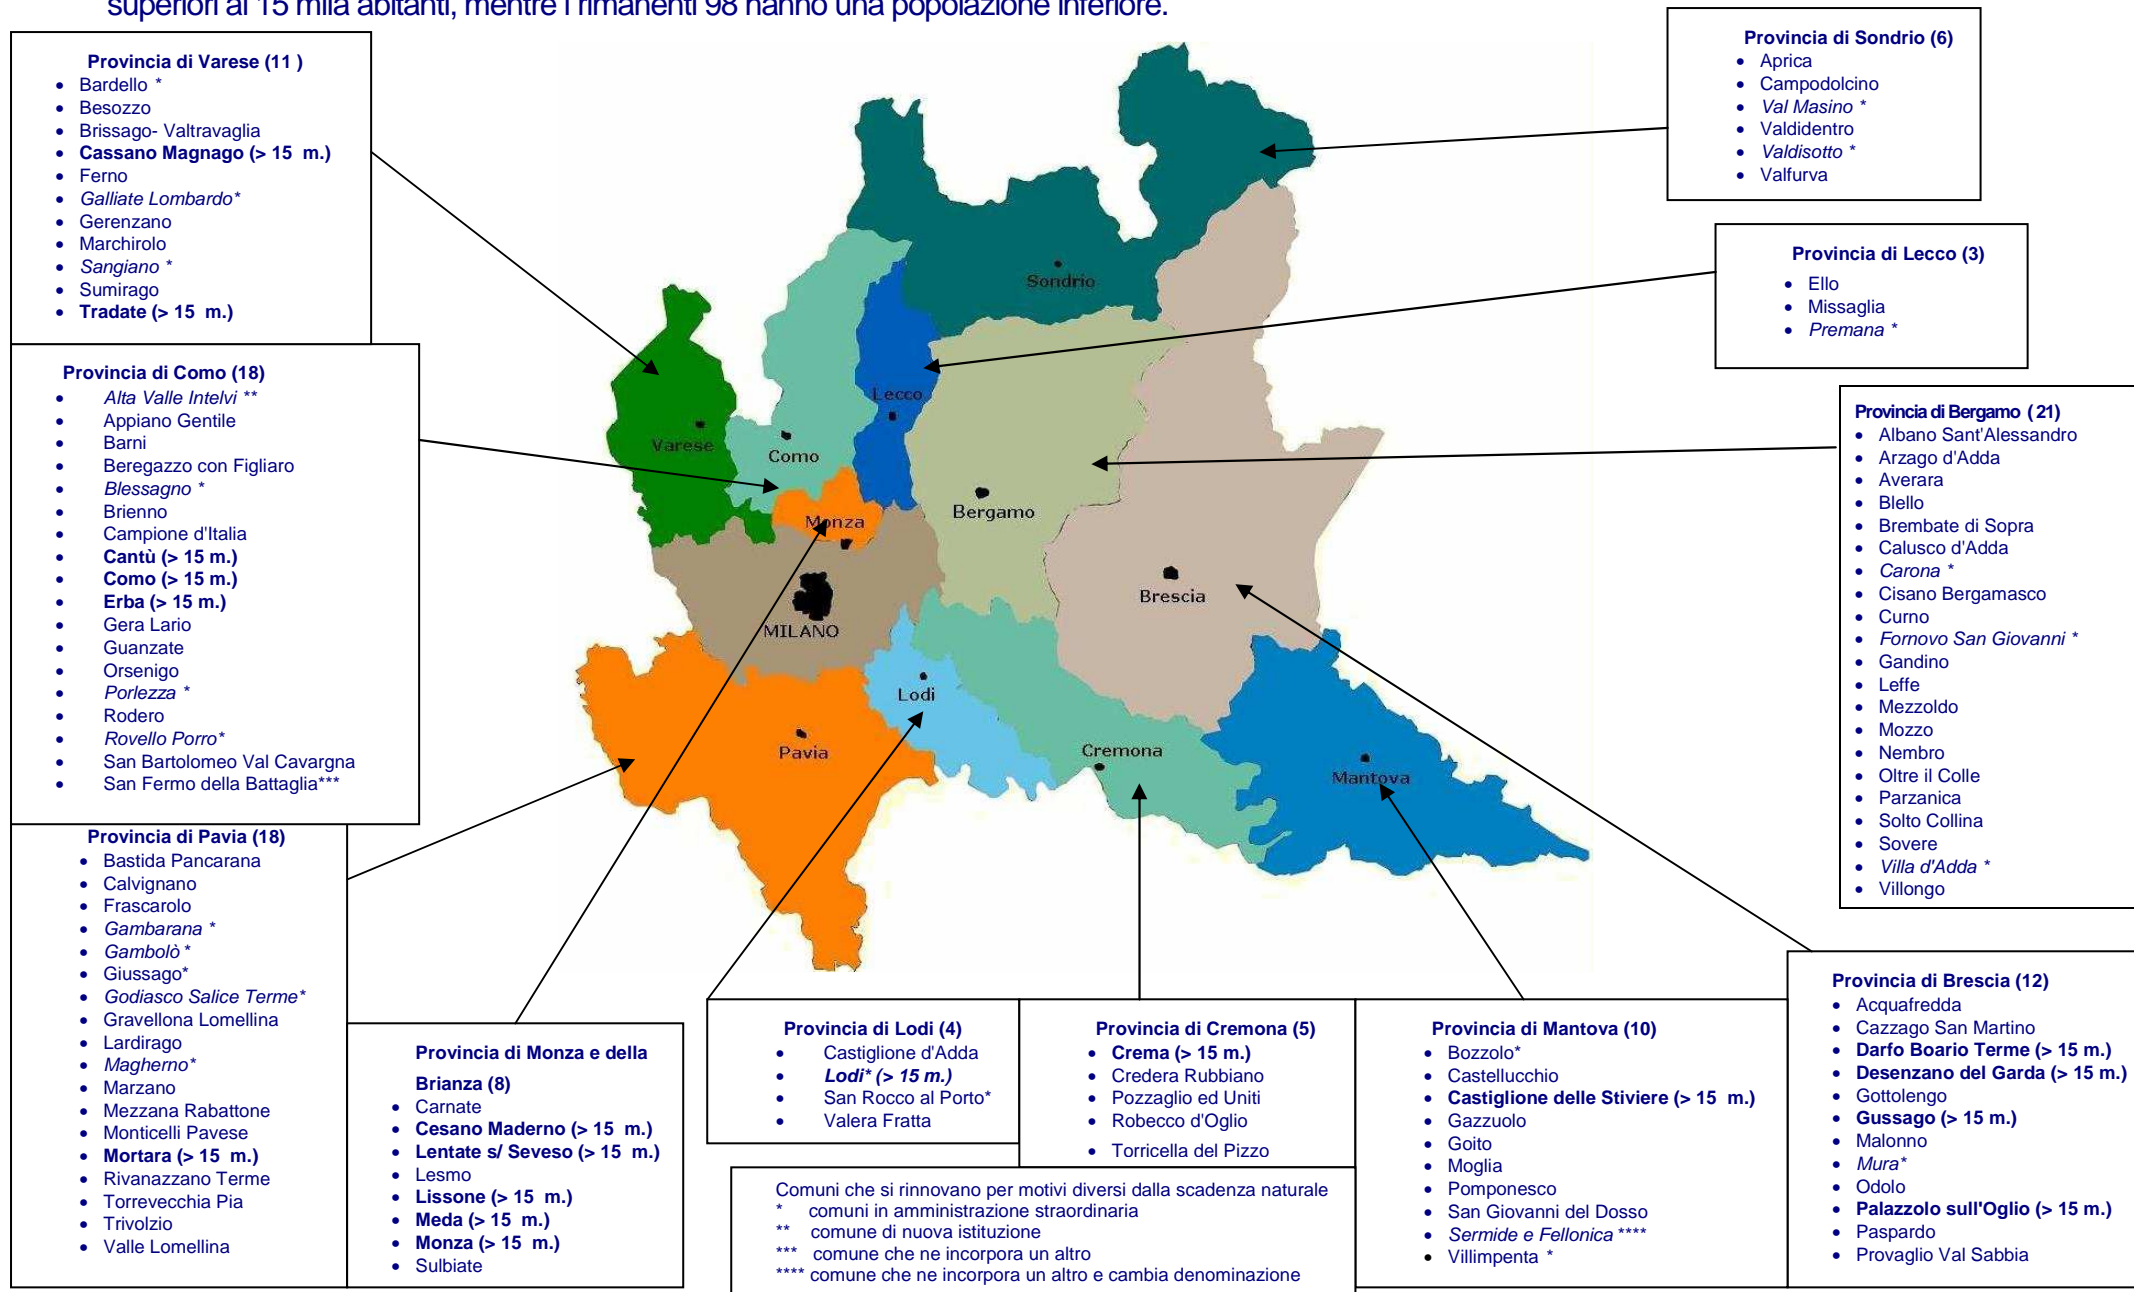 superiori ai 15 mila abitanti, mentre i rimanenti 98 hanno una popolazione inferiore.
Provincia di Varese (11 )
• Bardello *
• Besozzo
• Brissago- Valtravaglia
• Cassano Magnago (> 15 m.)
• Ferno
• Galliate Lombardo*
• Gerenzano
• Marchirolo
• Sangiano *
• Sumirago
• Tradate (> 15 m.)
Provincia di Como (18)
• Alta Valle Intelvi **
• Appiano Gentile
• Barni
• Beregazzo con Figliaro
• Blessagno *
• Brienno
• Campione d'Italia
• Cantù (> 15 m.)
• Como (> 15 m.)
• Erba (> 15 m.)
• Gera Lario
• Guanzate
• Orsenigo
• Porlezza *
• Rodero
• Rovello Porro*
• San Bartolomeo Val Cavargna
• San Fermo della Battaglia***
Provincia di Pavia (18)
• Bastida Pancarana
• Calvignano
• Frascarolo
• Gambarana *
• Gambolò *
• Giussago*
• Godiasco Salice Terme*
• Gravellona Lomellina
• Lardirago
• Magherno*
• Marzano
• Mezzana Rabattone
• Monticelli Pavese
• Mortara (> 15 m.)
• Rivanazzano Terme
• Torrevecchia Pia
• Trivolzio
• Valle Lomellina
Provincia di Monza e della
Brianza (8)
• Carnate
• Cesano Maderno (> 15 m.)
• Lentate s/ Seveso (> 15 m.)
• Lesmo
• Lissone (> 15 m.)
• Meda (> 15 m.)
• Monza (> 15 m.)
• Sulbiate
Sondrio
Lecco
Varese
Como
Monza
Bergamo
Brescia
MILANO
Lodi
Pavia
Cremona
Mantova
Provincia di Lodi (4)
• Castiglione d'Adda
• Lodi* (> 15 m.)
• San Rocco al Porto*
• Valera Fratta
Provincia di Cremona (5)
• Crema (> 15 m.)
• Credera Rubbiano
• Pozzaglio ed Uniti
• Robecco d'Oglio
• Torricella del Pizzo
Comuni che si rinnovano per motivi diversi dalla scadenza naturale
* comuni in amministrazione straordinaria
** comune di nuova istituzione
*** comune che ne incorpora un altro
**** comune che ne incorpora un altro e cambia denominazione
Provincia di Mantova (10)
• Bozzolo*
• Castellucchio
• Castiglione delle Stiviere (> 15 m.)
• Gazzuolo
• Goito
• Moglia
• Pomponesco
• San Giovanni del Dosso
• Sermide e Fellonica ****
• Villimpenta *
Provincia di Sondrio (6)
• Aprica
• Campodolcino
• Val Masino *
• Valdidentro
• Valdisotto *
• Valfurva
Provincia di Lecco (3)
• Ello
• Missaglia
• Premana *
Provincia di Bergamo ( 21)
• Albano Sant'Alessandro
• Arzago d'Adda
• Averara
• Blello
• Brembate di Sopra
• Calusco d'Adda
• Carona *
• Cisano Bergamasco
• Curno
• Fornovo San Giovanni *
• Gandino
• Leffe
• Mezzoldo
• Mozzo
• Nembro
• Oltre il Colle
• Parzanica
• Solto Collina
• Sovere
• Villa d'Adda *
• Villongo
Provincia di Brescia (12)
• Acquafredda
• Cazzago San Martino
• Darfo Boario Terme (> 15 m.)
• Desenzano del Garda (> 15 m.)
• Gottolengo
• Gussago (> 15 m.)
• Malonno
• Mura*
• Odolo
• Palazzolo sull'Oglio (> 15 m.)
• Paspardo
• Provaglio Val Sabbia